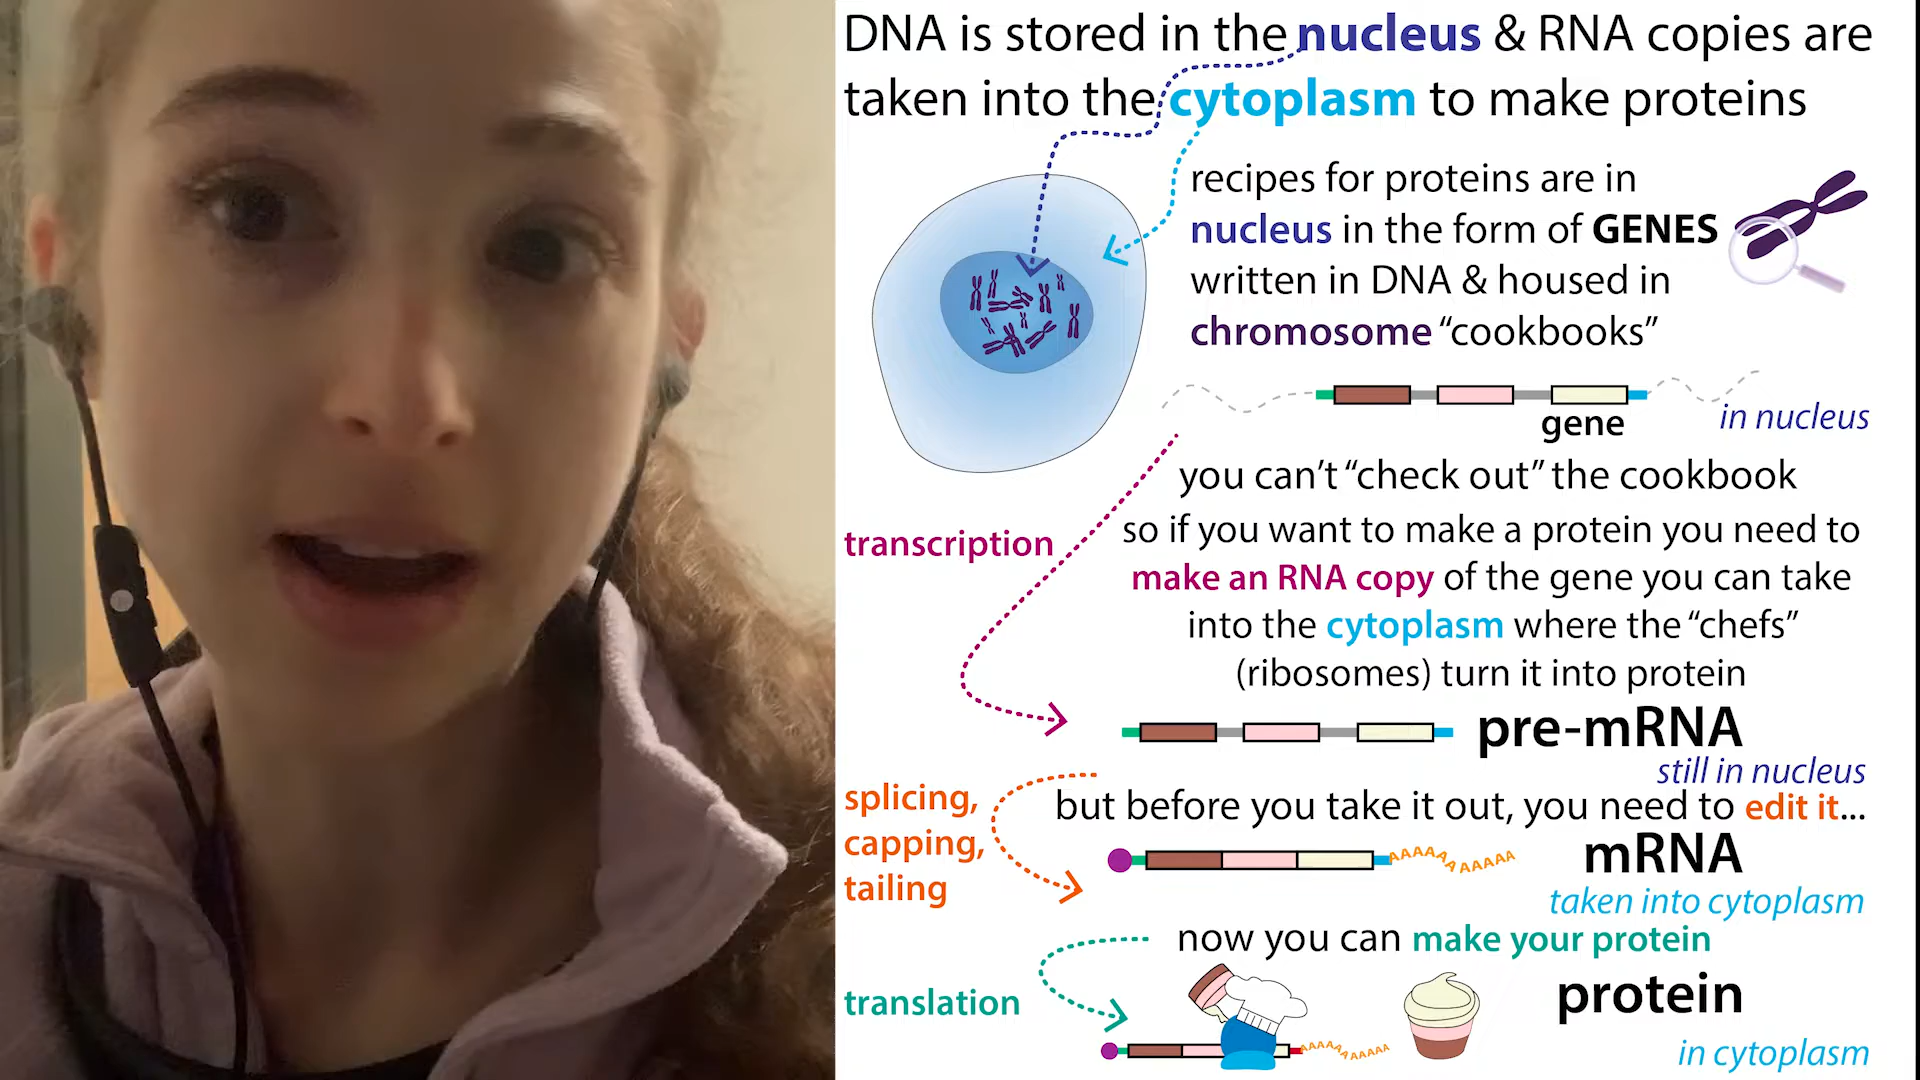 DNA is stored in the nucleus & RNA copies are
taken into the cytoplasm to make proteins
recipes for proteins are in
nucleus in the form of GENES
written in DNA & housed in
chromosome “cookbooks”
gene
in nucleus
you can’t “check out” the cookbook
transcription
so if you want to make a protein you need to
make an RNA copy of the gene you can take
into the cytoplasm where the “chefs”
(ribosomes) turn it into protein
pre-mRNA
still in nucleus
splicing,
capping,
tailing
but before you take it out, you need to edit it...
mRNA
AAAAAAAAAA
taken into cytoplasm
now you can make your protein
translation
protein
AAAAAAAAAA
in cytoplasm